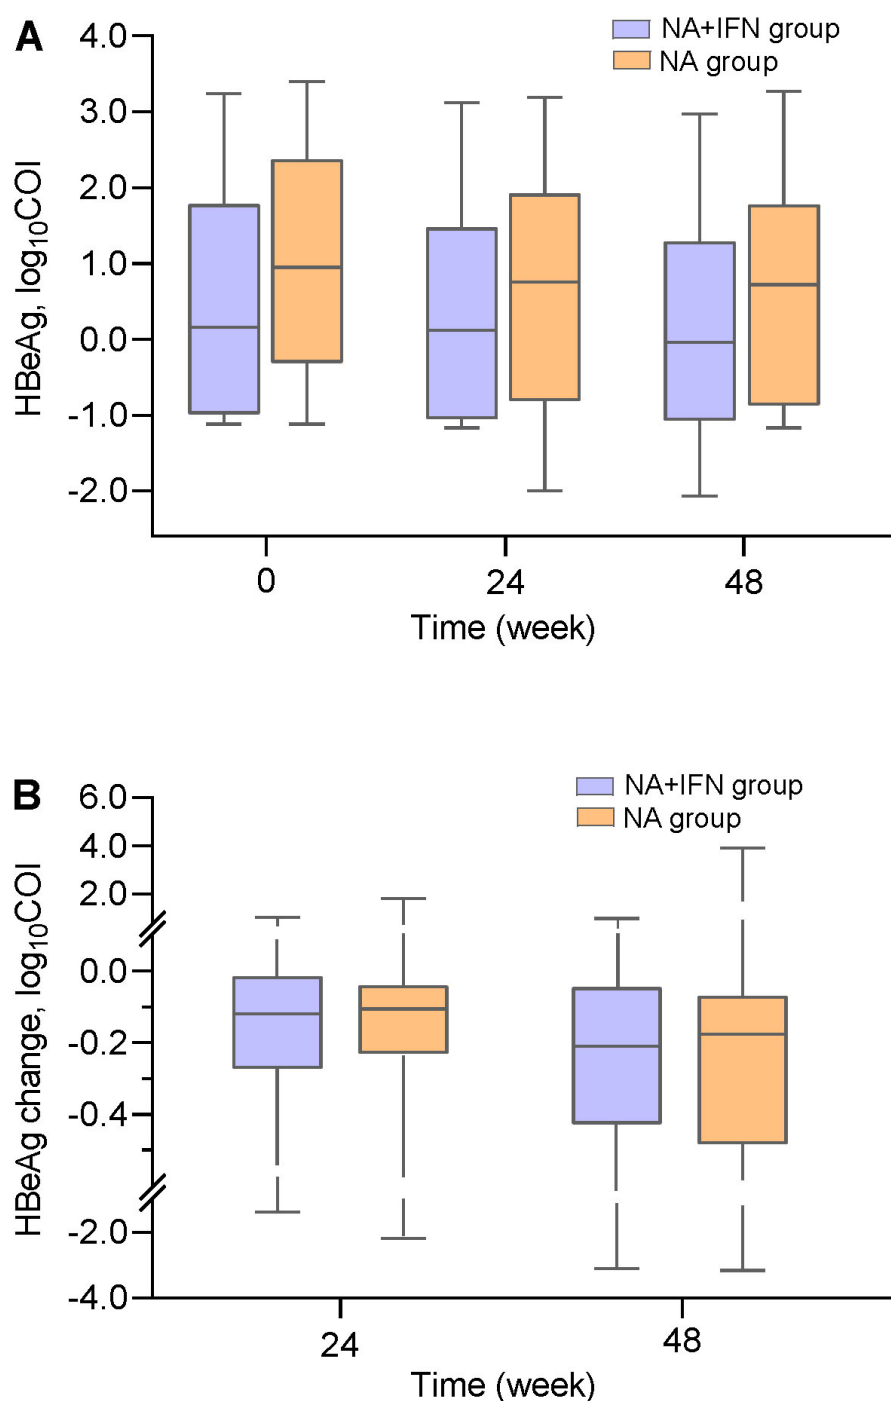 A
NA+IFN group
NA group
HBeAg, log₁₀COI
4.0
3.0
2.0
1.0
0.0
-1.0
-2.0
0 24 48
Time (week)
B
NA+IFN group
NA group
HBeAg change, log₁₀COI
6.0
4.0
2.0
0.0
-0.2
-0.4
-2.0
-4.0
24 48
Time (week)